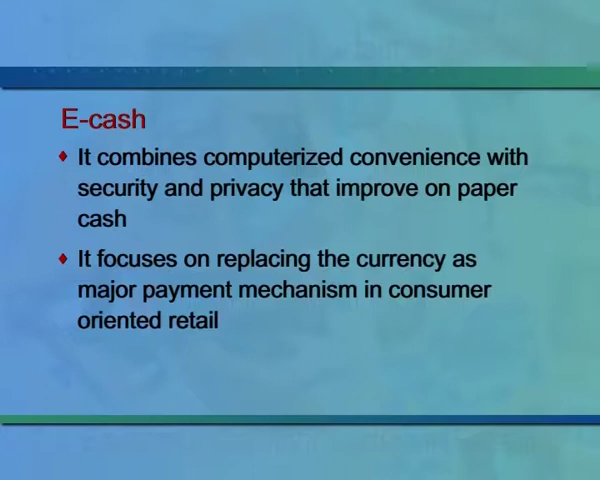 E-cash
It combines computerized convenience with
security and privacy that improve on paper
cash
It focuses on replacing the currency as
major payment mechanism in consumer
oriented retail